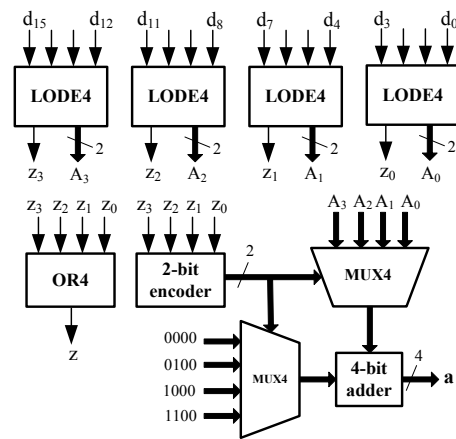 d15 d12 d11 d8 d7 d4 d3 d0
LODE4 LODE4 LODE4 LODE4
2 2 2 2
z3 A3 z2 A2 z1 A1 z0 A0
z3 z2 z1 z0 z3 z2 z1 z0 A3 A2 A1 A0
OR4
2-bit
encoder
2
MUX4
z
0000
0100
1000
1100
MUX4
4-bit
adder
4
a